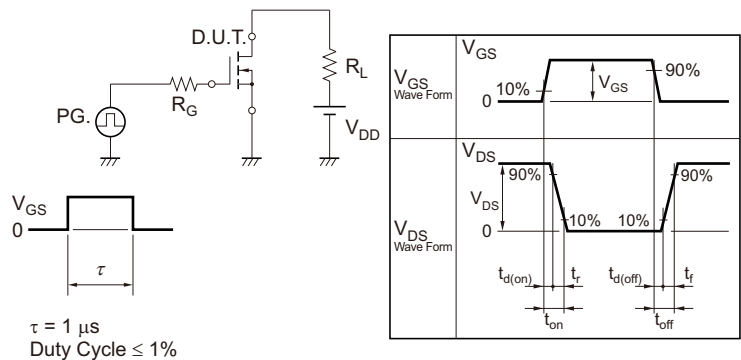 D.U.T.
R_L
R_G
PG.
V_DD
V_GS
0
τ
τ = 1 μs
Duty Cycle ≤ 1%
V_GS
Wave Form
V_GS
10%
0
V_GS
90%
V_DS
Wave Form
V_DS
90%
V_DS
0
10%
10%
90%
t_d(on)
t_r
t_d(off)
t_f
t_on
t_off